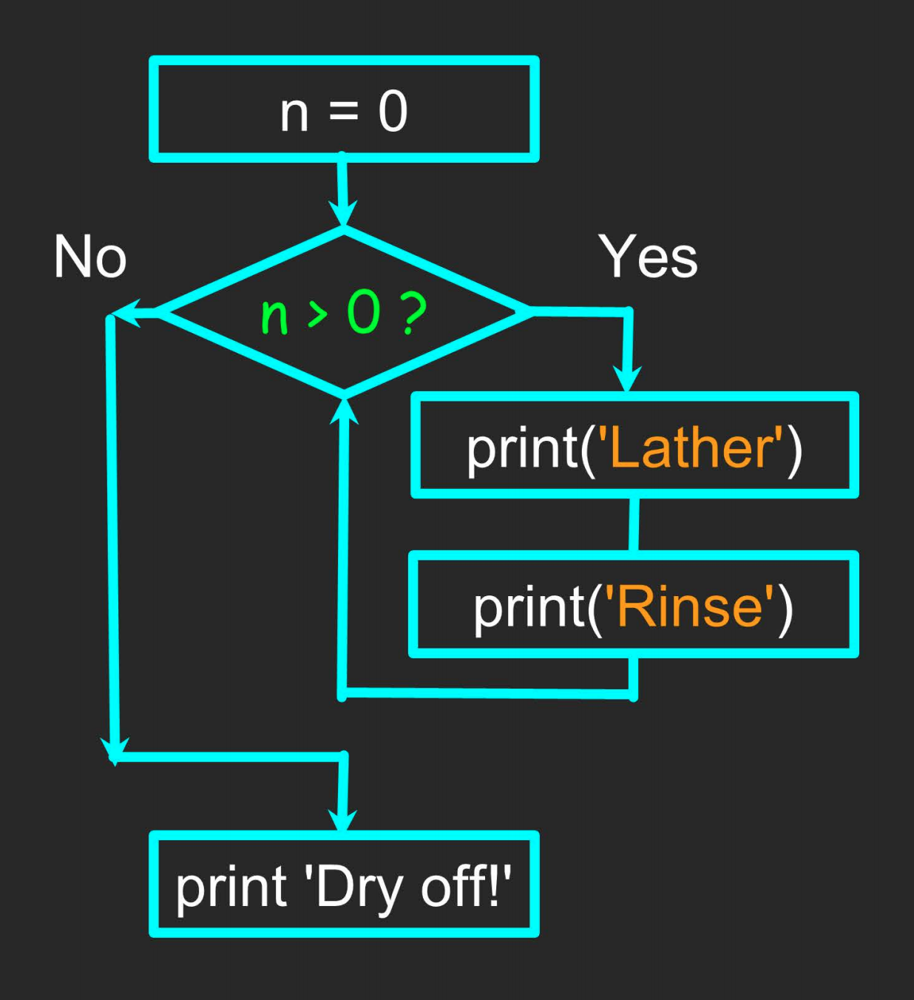 n = 0
No
Yes
n > 0 ?
print('Lather')
print('Rinse')
print 'Dry off!'